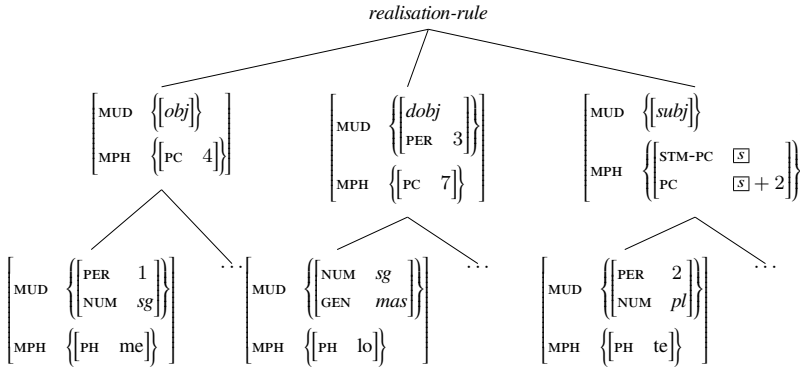 realisation-rule
MUD {[obj]}
MPH {[PC 4]}
MUD {[dobj
PER 3]}
MPH {[PC 7]}
MUD {[subj]}
MPH {[STM-PC s
PC s + 2]}
MUD {[PER 1
NUM sg]}
MPH {[PH me]}
...
MUD {[NUM sg
GEN mas]}
MPH {[PH lo]}
...
MUD {[PER 2
NUM pl]}
MPH {[PH te]}
...